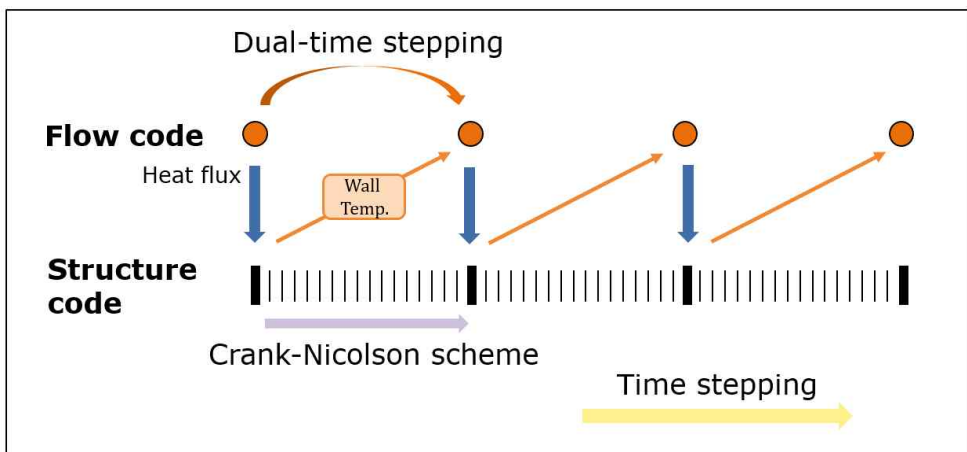 Dual-time stepping
Flow code
Heat flux
Wall
Temp.
Structure
code
Crank-Nicolson scheme
Time stepping